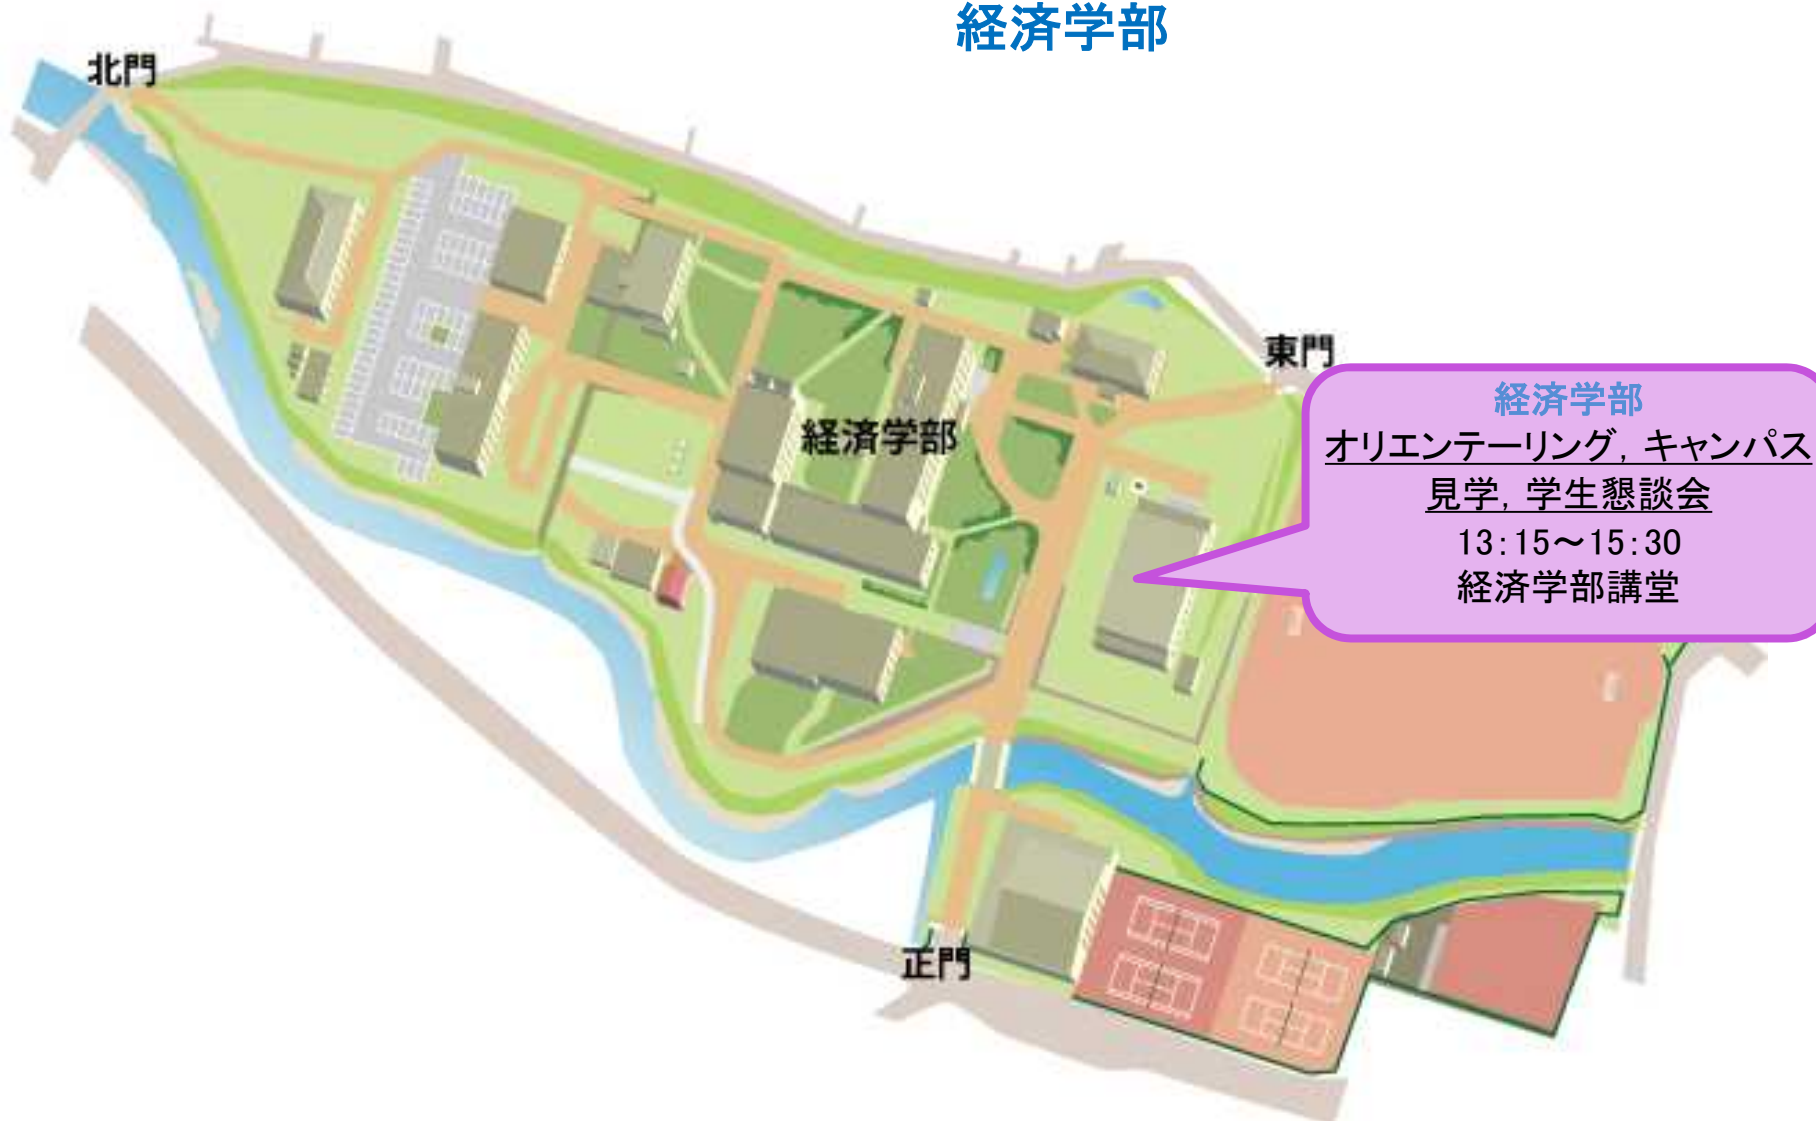 経済学部
北門
東門
経済学部
経済学部
オリエンテーリング，キャンパス
見学，学生懇談会
13：15～15：30
経済学部講堂
正門